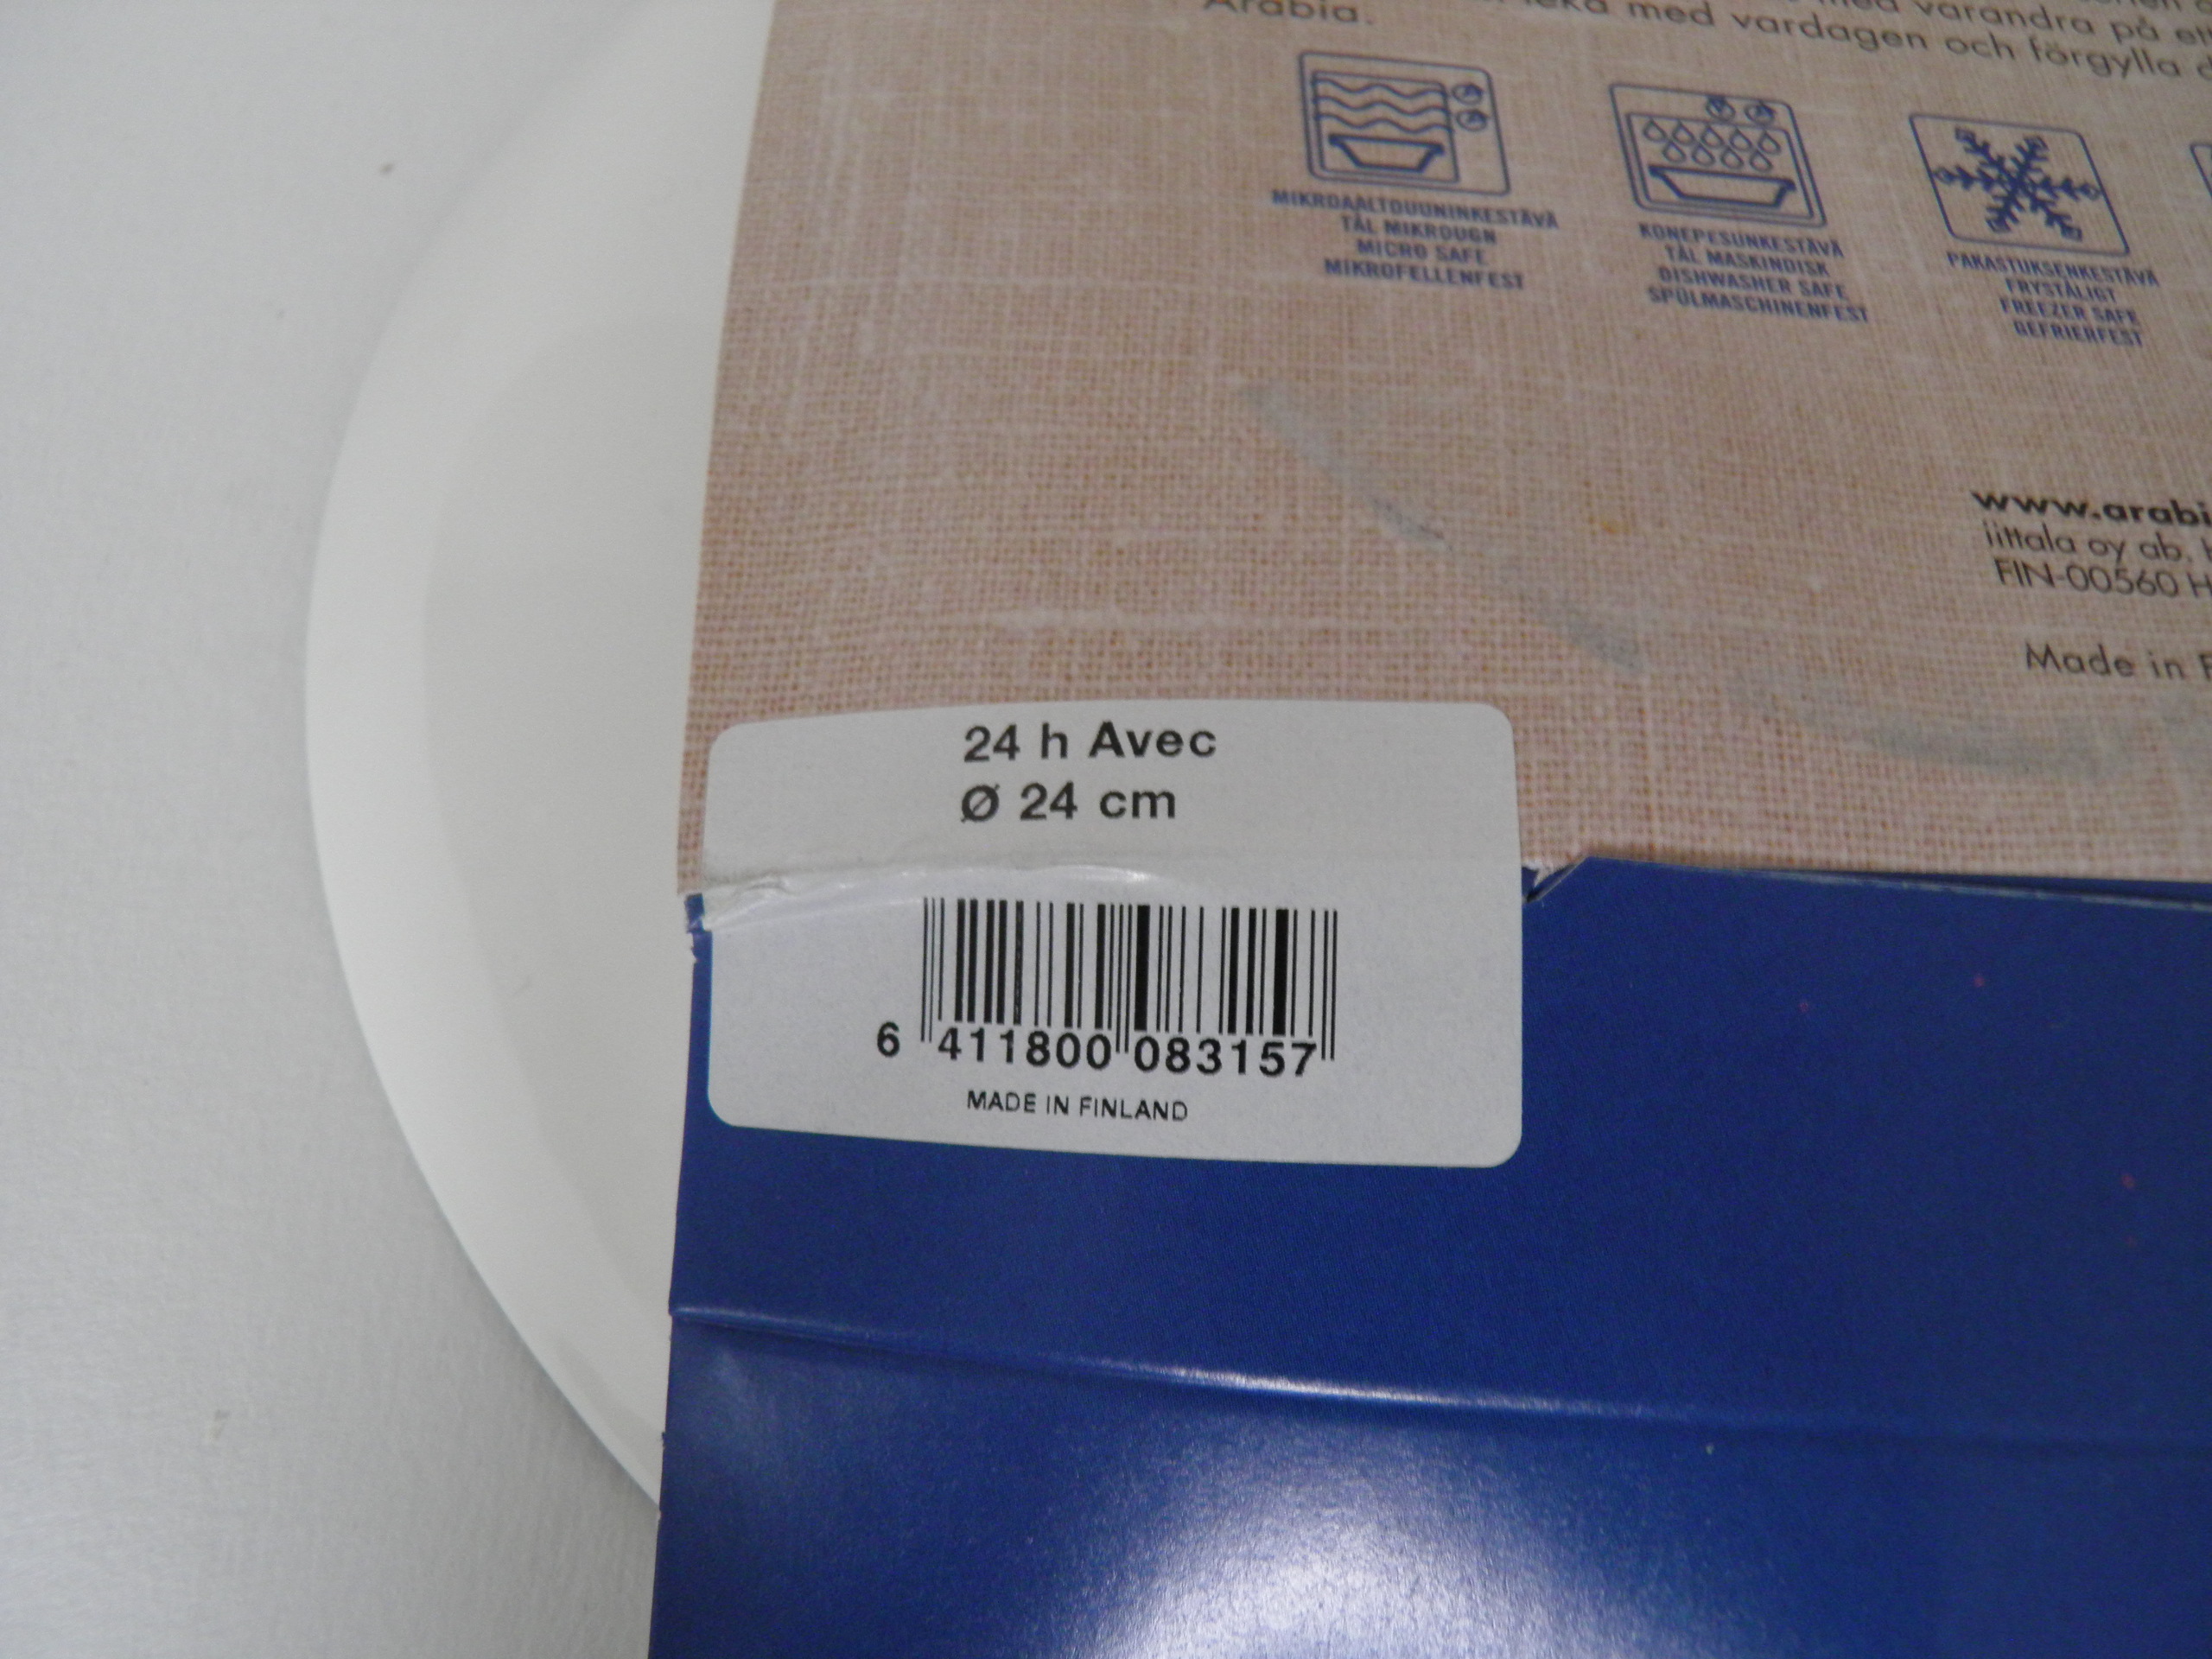 med varandra på ett
Arabia.
med vardagen och förgylla
MIKROAALTOUUNINKESTÄVÄ
TÅL MIKROUGN
MICRO SAFE
MIKROFELLENFEST
KONEPESUNKESTÄVÄ
TÅL MASKINDISK
DISHWASHER SAFE
SPÜLMASCHINENFEST
PAKASTUKSENKESTÄVÄ
FRYSTÅLIGT
FREEZER SAFE
GEFRIERFEST
www.arabi
iittala oy ab.
FIN-00560 H
Made in F
24 h Avec
Ø 24 cm
6 411800 083157
MADE IN FINLAND